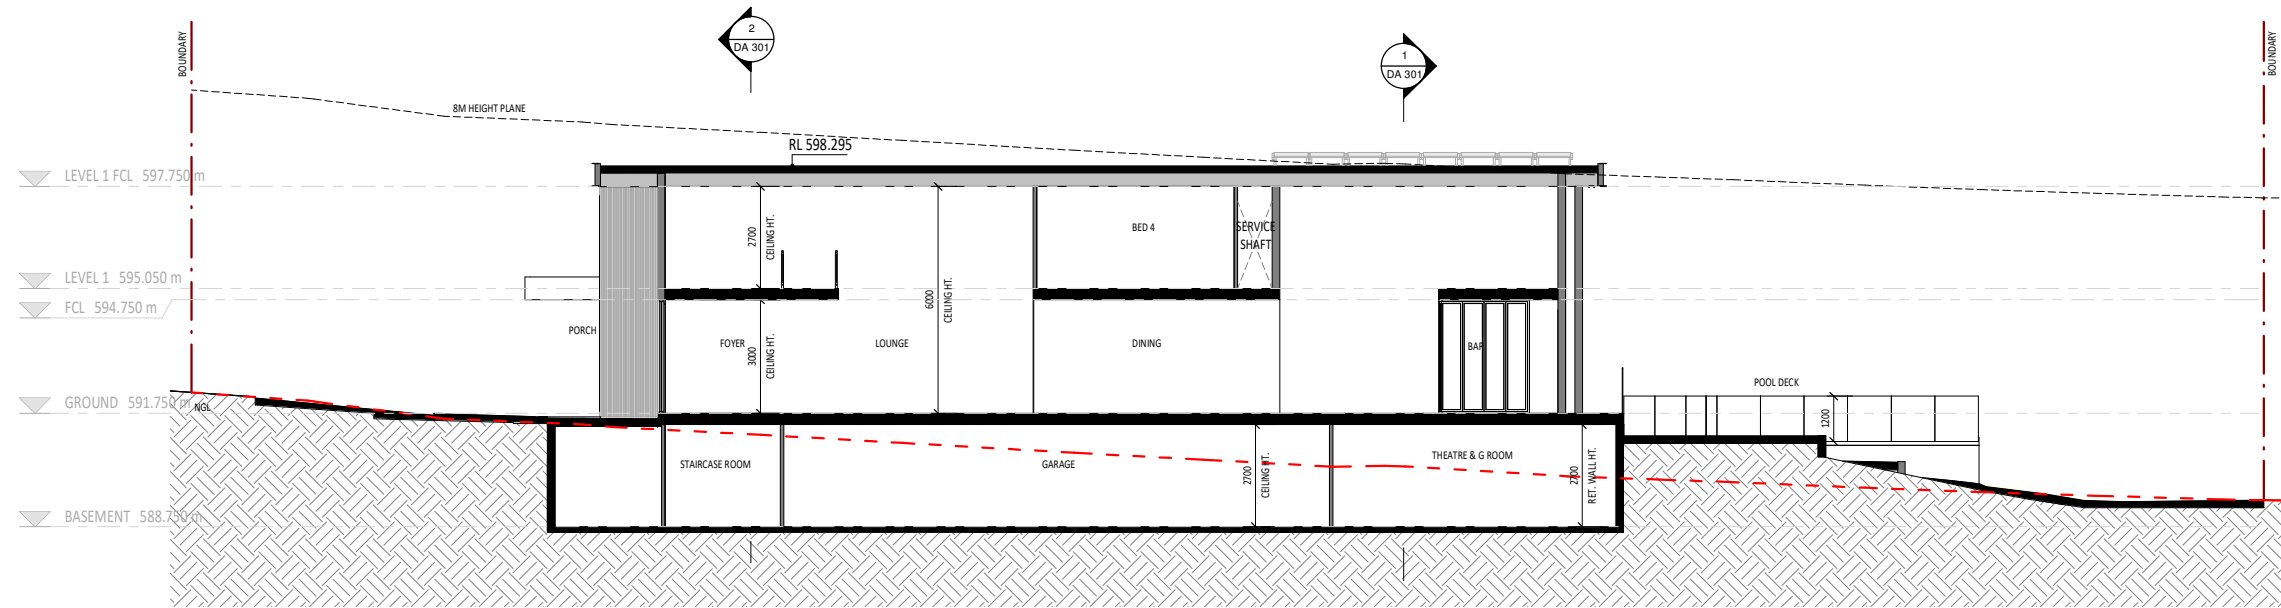 BOUNDARY
2
DA 301
1
DA 301
BOUNDARY
8M HEIGHT PLANE
RL 598.295
LEVEL 1 FCL 597.750 m
2700
CEILING HT.
BED 4
SERVICE
SHAFT
LEVEL 1 595.050 m
FCL 594.750 m
6000
CEILING HT.
PORCH
FOYER
3000
CEILING HT.
LOUNGE
DINING
BAR
POOL DECK
GROUND 591.750 m
NGL
1200
STAIRCASE ROOM
GARAGE
2700
CEILING HT.
THEATRE & G ROOM
2700
RET. WALL HT.
BASEMENT 588.750 m